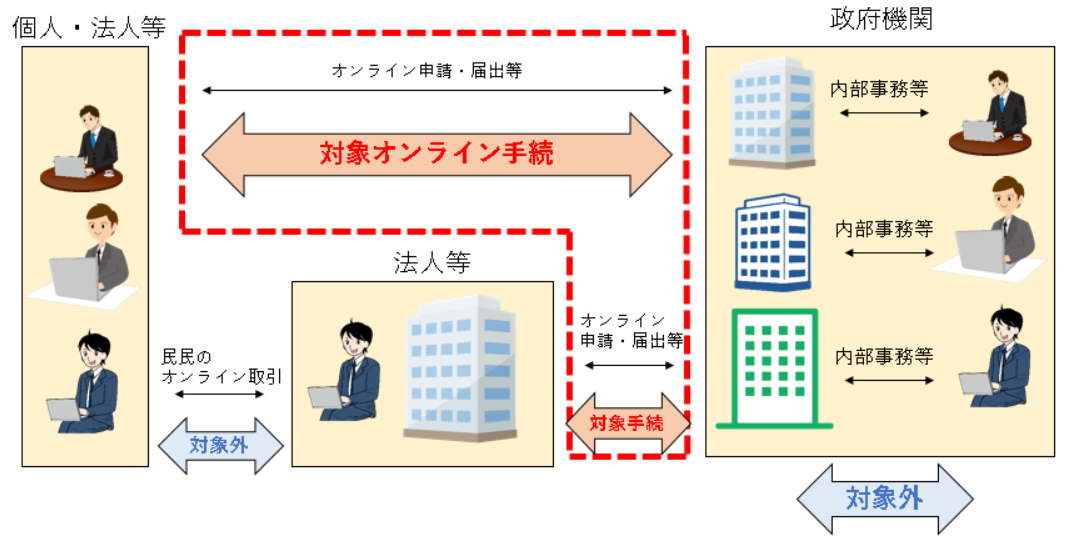 個人・法人等
政府機関
オンライン申請・届出等
対象オンライン手続
内部事務等
内部事務等
内部事務等
法人等
民民の
オンライン取引
対象外
オンライン
申請・届出等
対象手続
対象外